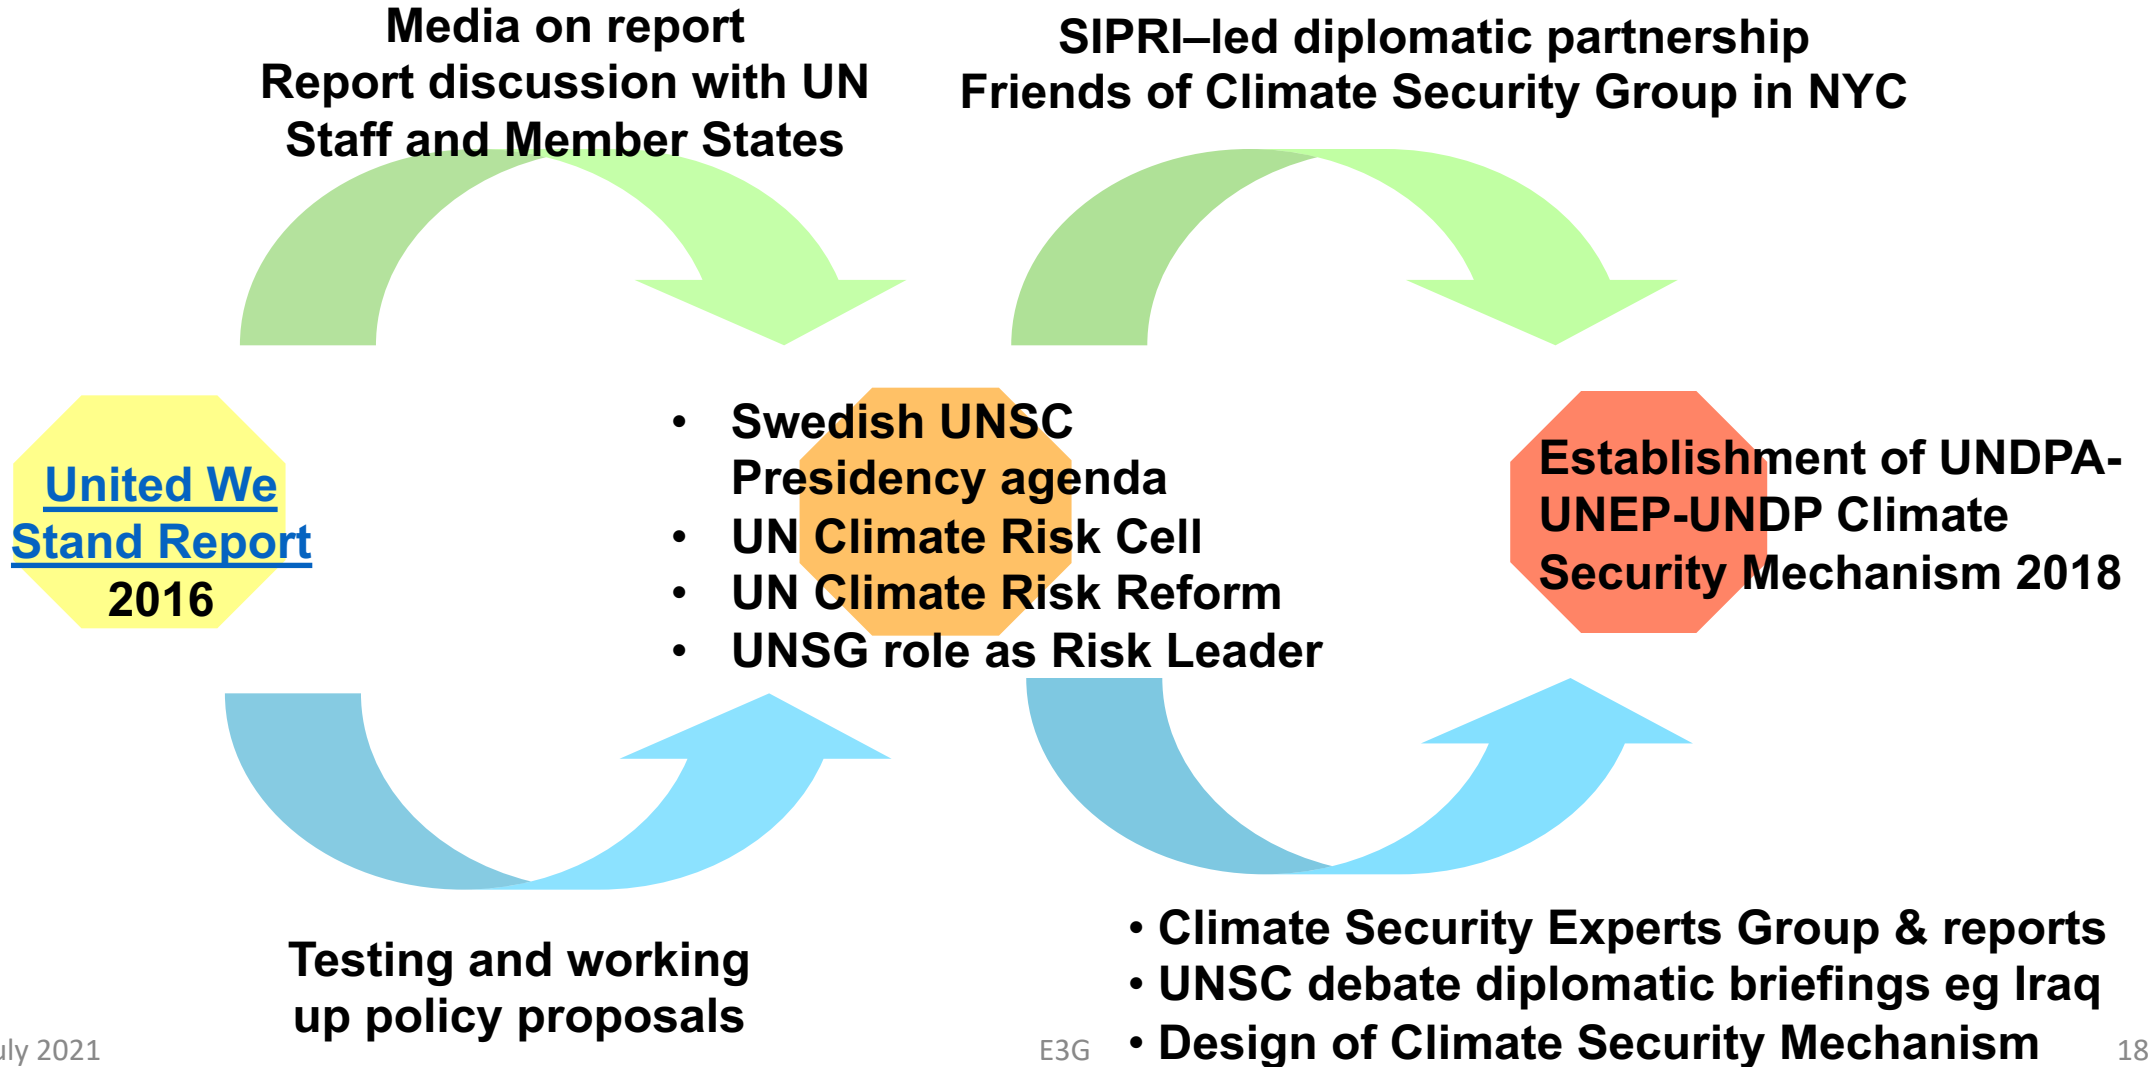 Media on report
Report discussion with UN
Staff and Member States
SIPRI–led diplomatic partnership
Friends of Climate Security Group in NYC
United We
Stand Report
2016
• Swedish UNSC
Presidency agenda
• UN Climate Risk Cell
• UN Climate Risk Reform
• UNSG role as Risk Leader
Establishment of UNDPA-
UNEP-UNDP Climate
Security Mechanism 2018
Testing and working
up policy proposals
• Climate Security Experts Group & reports
• UNSC debate diplomatic briefings eg Iraq
• Design of Climate Security Mechanism
uly 2021
E3G
18